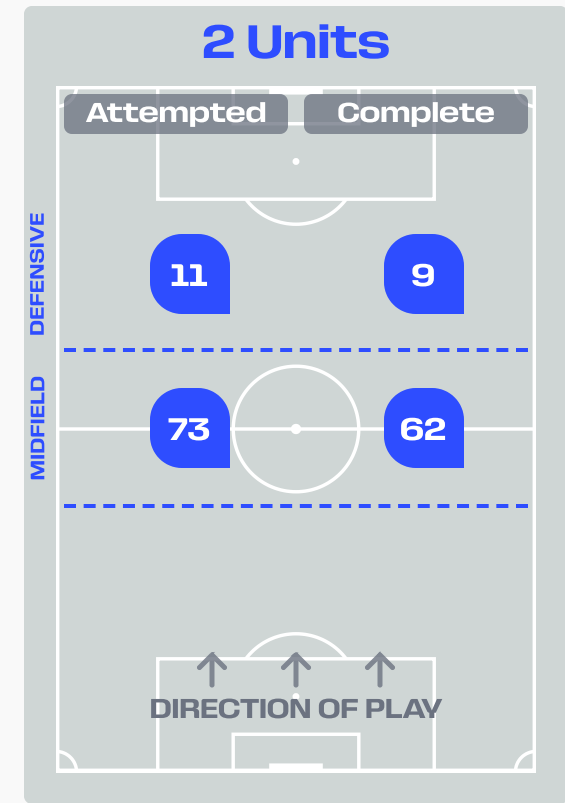 2 Units
Attempted Complete
DEFENSIVE
11 9
MIDFIELD
73 62
DIRECTION OF PLAY